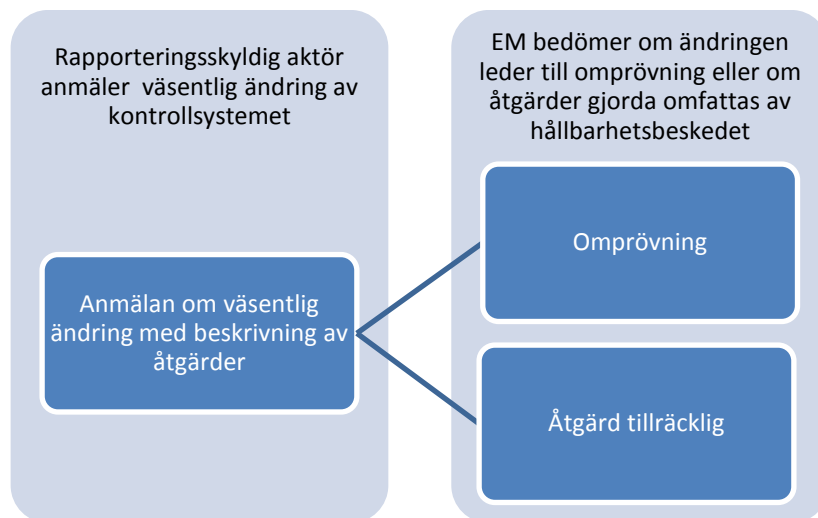 Rapporteringsskyldig aktör
anmäler väsentlig ändring av
kontrollsystemet
Anmälan om väsentlig
ändring med beskrivning av
åtgärder
EM bedömer om ändringen
leder till omprövning eller om
åtgärder gjorda omfattas av
hållbarhetsbeskedet
Omprövning
Åtgärd tillräcklig